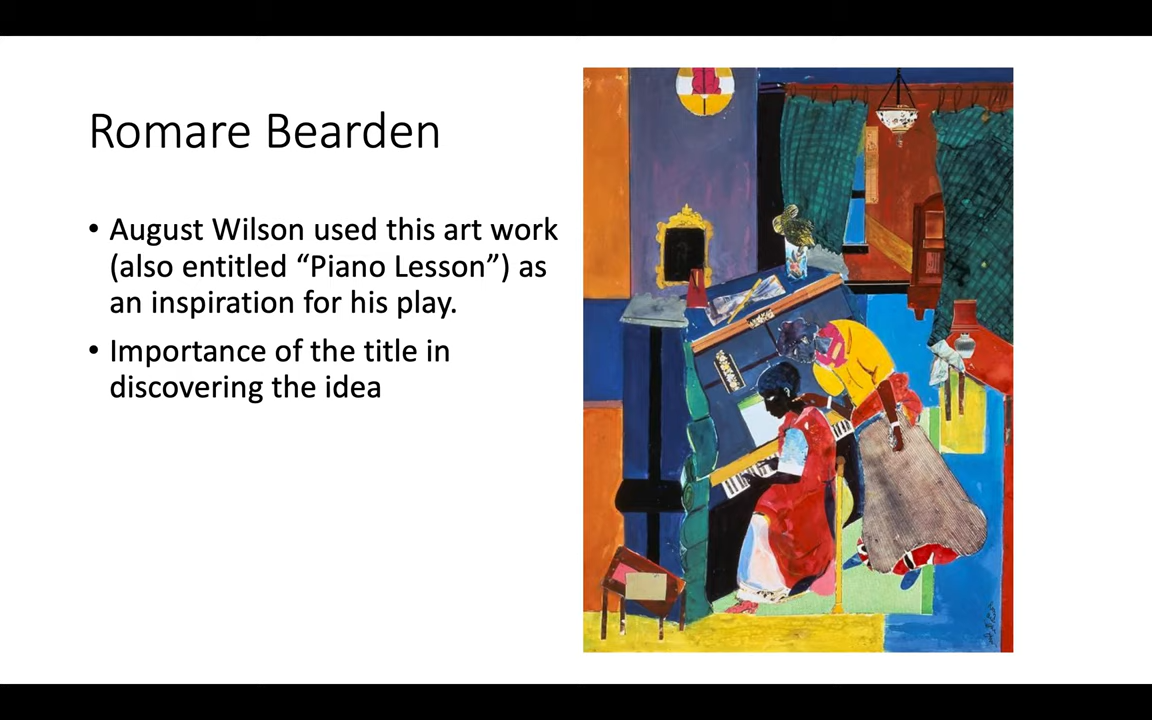 Romare Bearden
• August Wilson used this art work
(also entitled “Piano Lesson”) as
an inspiration for his play.
• Importance of the title in
discovering the idea